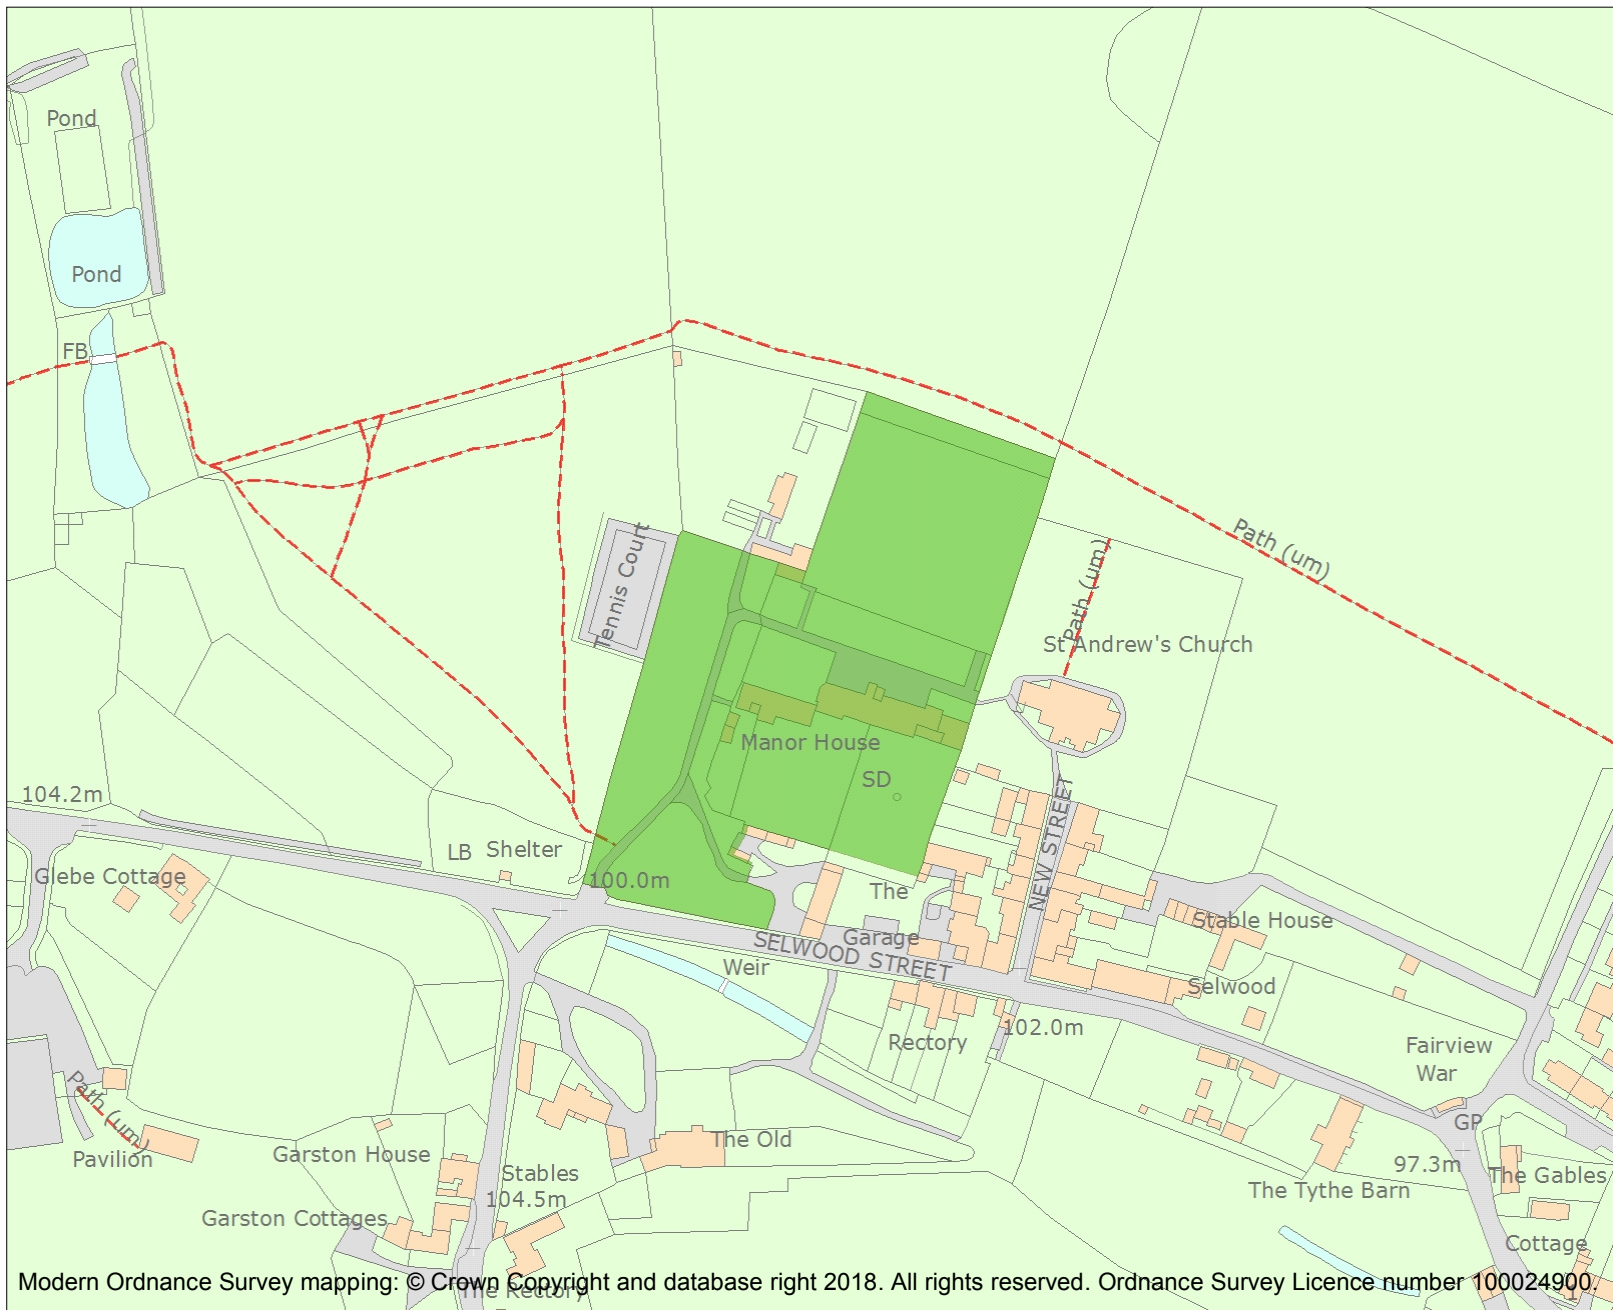 Pond
Pond
FB
Tennis Court
Path (um)
Path (um)
St Andrew's Church
Manor House
SD
NEW STREET
104.2m
LB Shelter
Glebe Cottage
100.0m
The
Stable House
Garage
SELWOOD STREET
Weir
Selwood
102.0m
Rectory
Fairview
War
Path (um)
GP
Pavilion
The Old
Garston House
97.3m
Stables
The Gables
104.5m
The Tythe Barn
Garston Cottages
Cottage
Modern Ordnance Survey mapping: © Crown Copyright and database right 2018. All rights reserved. Ordnance Survey Licence number 100024900.
The Rectory